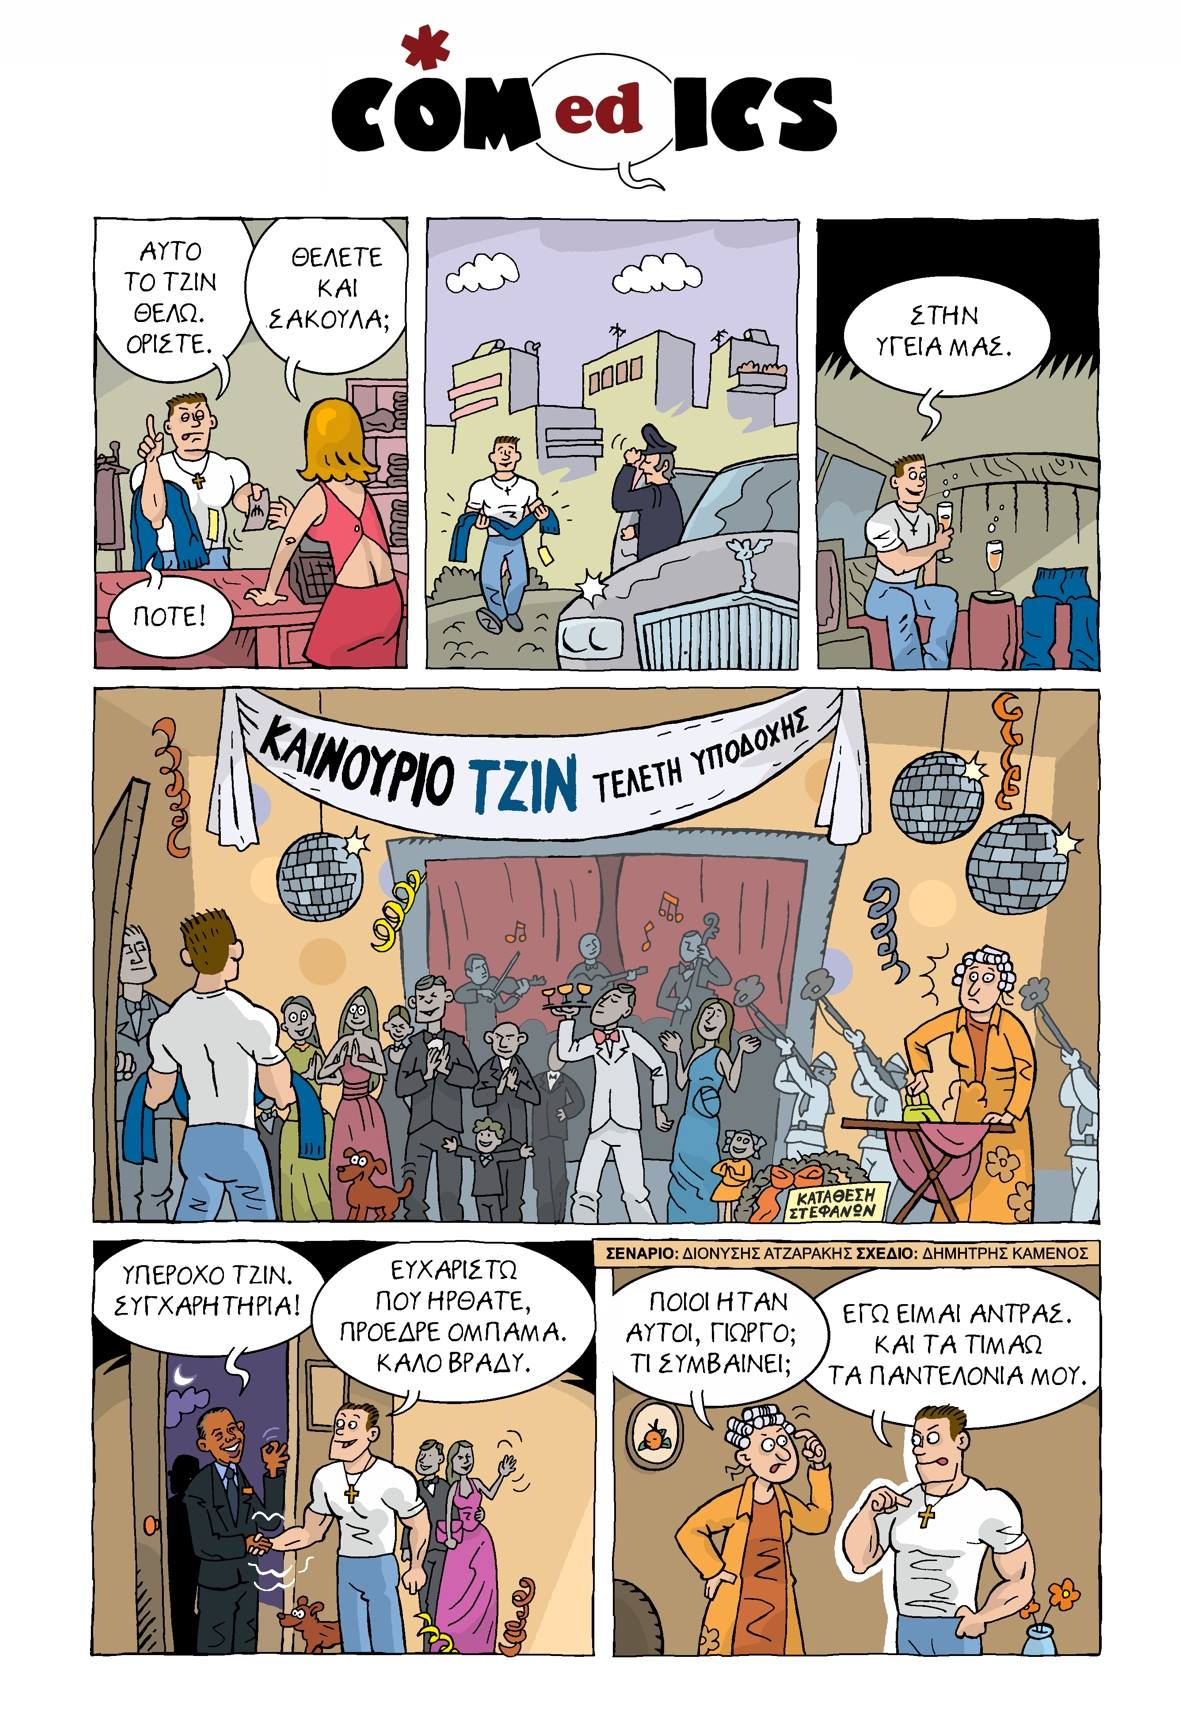 COMedICS
ΑΥΤΟ
ΤΟ ΤΖΙΝ
ΘΕΛΩ.
ΟΡΙΣΤΕ.
ΘΕΛΕΤΕ
ΚΑΙ
ΣΑΚΟΥΛΑ;
ΠΟΤΕ!
ΣΤΗΝ
ΥΓΕΙΑ ΜΑΣ.
ΚΑΙΝΟΥΡΙΟ ΤΖΙΝ ΤΕΛΕΤΗ ΥΠΟΔΟΧΗΣ
ΚΑΤΑΘΕΣΗ
ΣΤΕΦΑΝΩΝ
ΥΠΕΡΟΧΟ ΤΖΙΝ.
ΣΥΓΧΑΡΗΤΗΡΙΑ!
ΕΥΧΑΡΙΣΤΩ
ΠΟΥ ΗΡΘΑΤΕ,
ΠΡΟΕΔΡΕ ΟΜΠΑΜΑ.
ΚΑΛΟ ΒΡΑΔΥ.
ΣΕΝΑΡΙΟ: ΔΙΟΝΥΣΗΣ ΑΤΖΑΡΑΚΗΣ ΣΧΕΔΙΟ: ΔΗΜΗΤΡΗΣ ΚΑΜΕΝΟΣ
ΠΟΙΟΙ ΗΤΑΝ
ΑΥΤΟΙ, ΓΙΩΡΓΟ;
ΤΙ ΣΥΜΒΑΙΝΕΙ;
ΕΓΩ ΕΙΜΑΙ ΑΝΤΡΑΣ.
ΚΑΙ ΤΑ ΤΙΜΑΩ
ΤΑ ΠΑΝΤΕΛΟΝΙΑ ΜΟΥ.